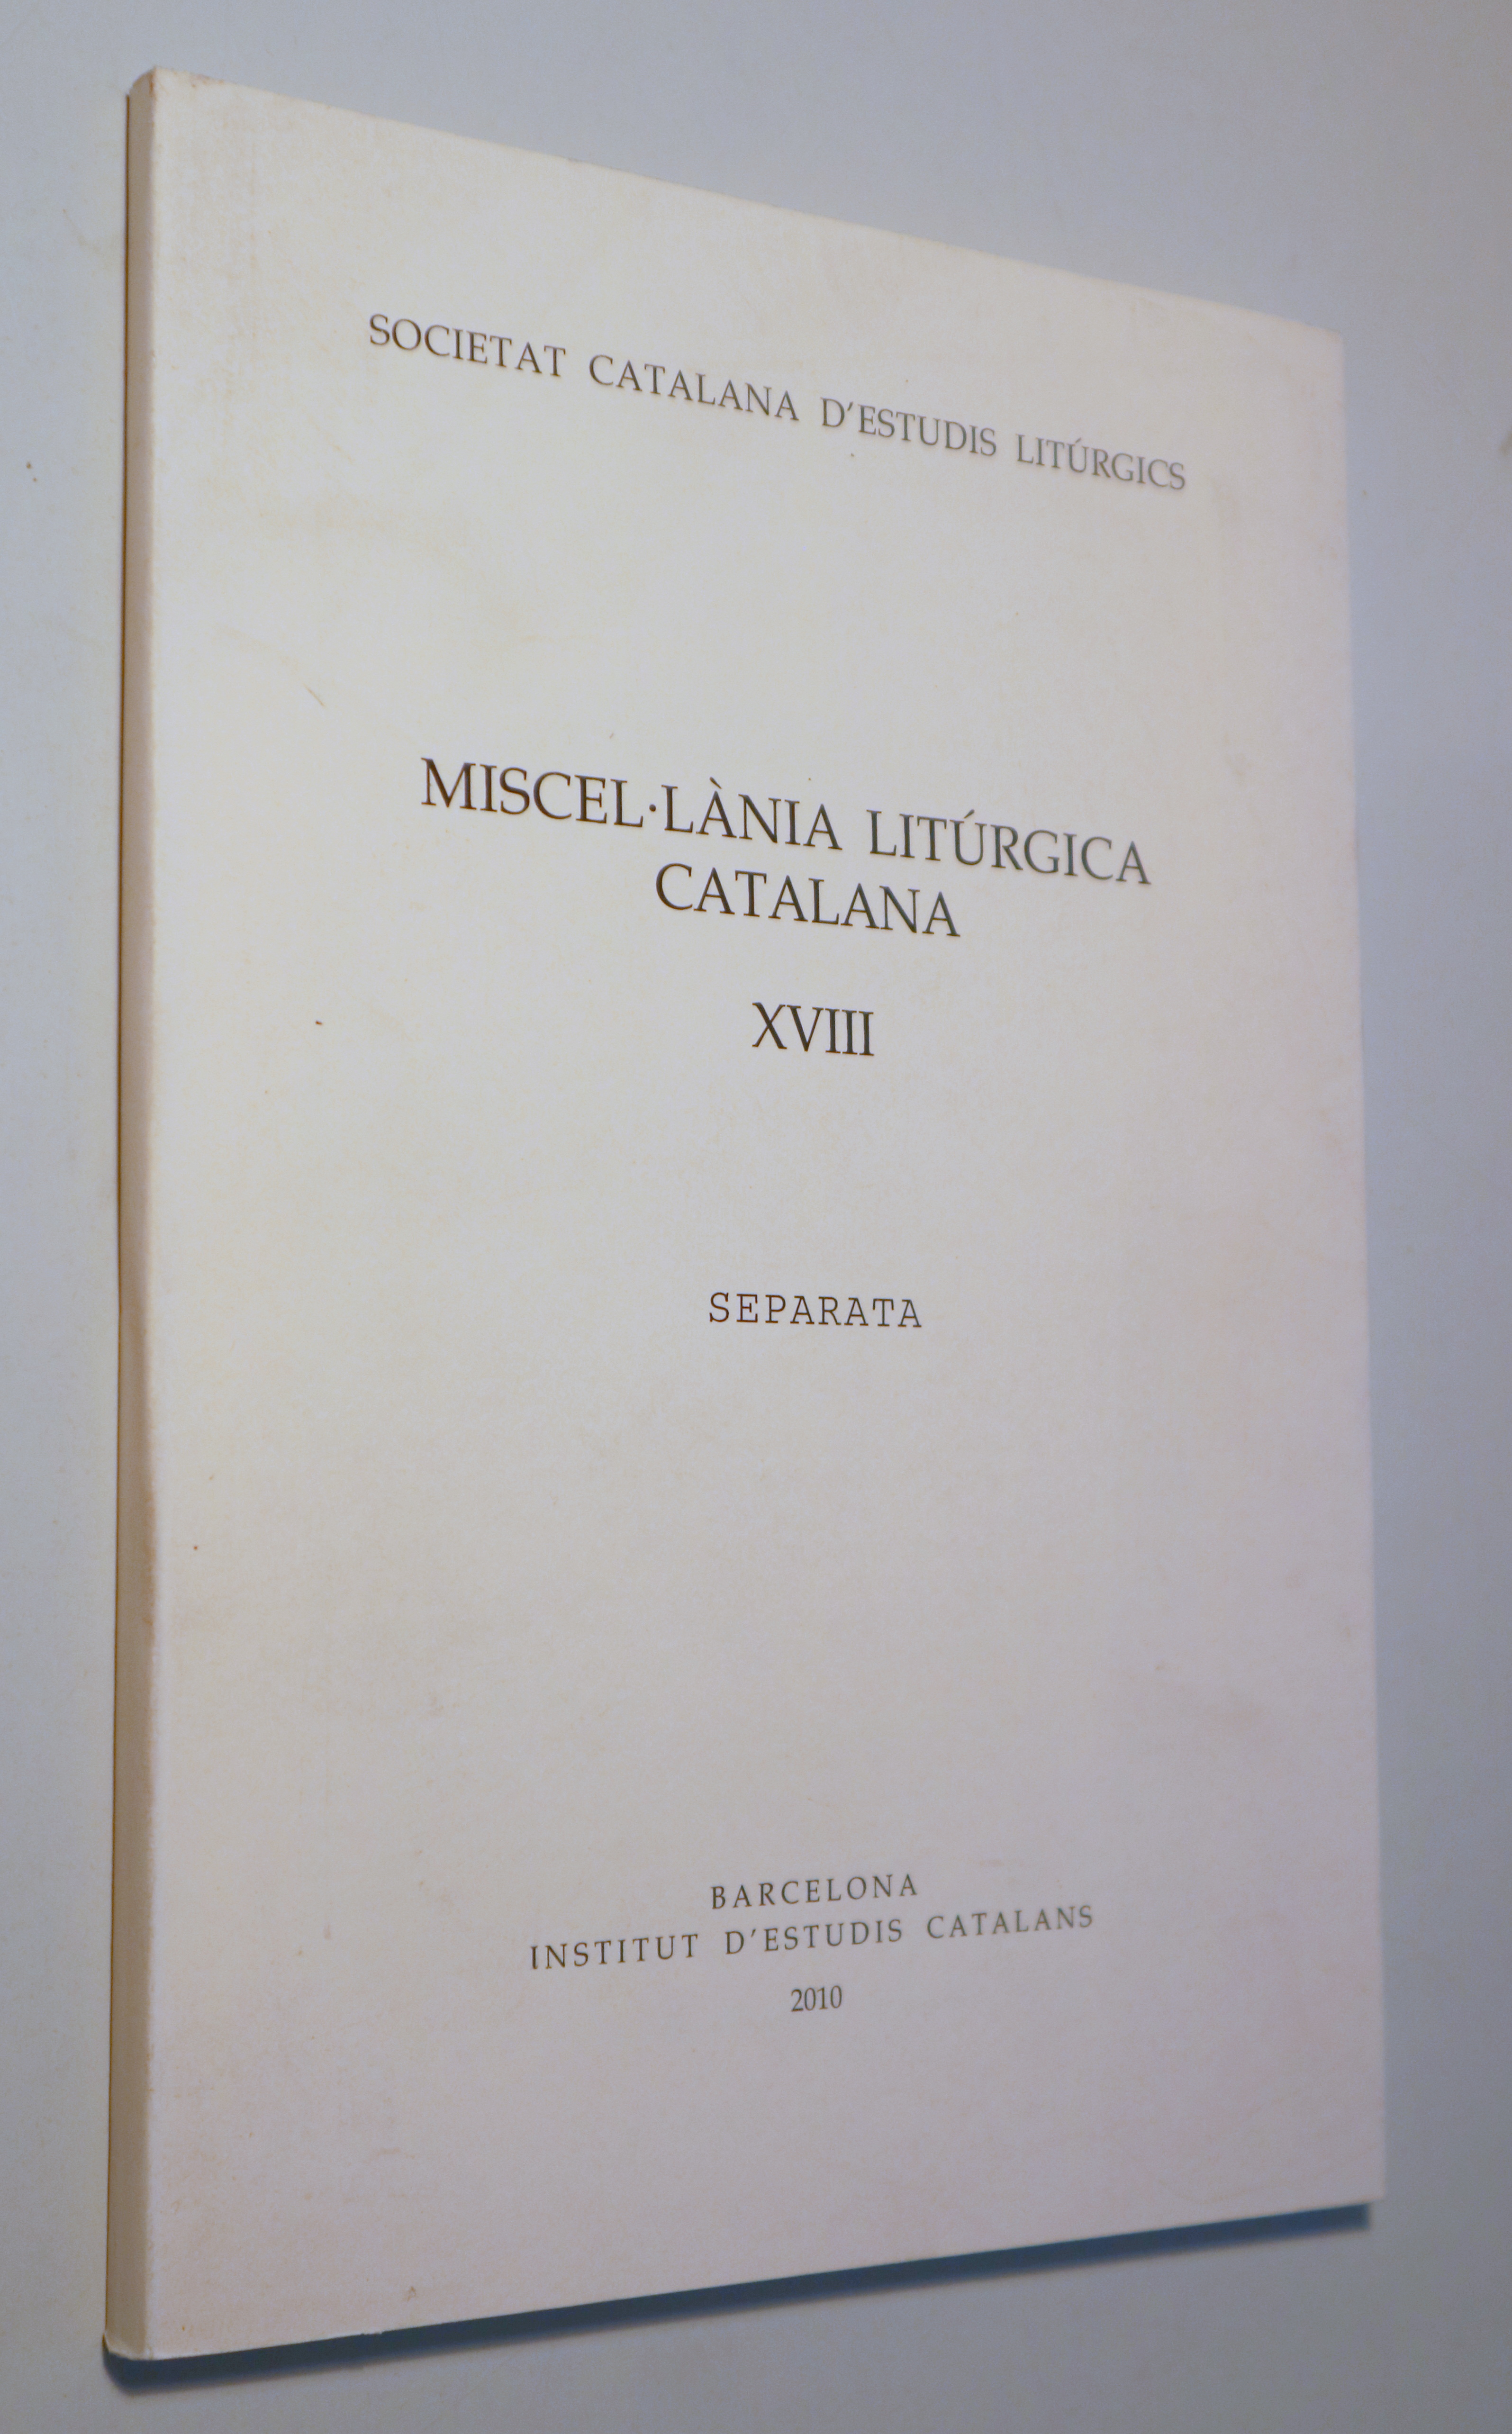 SOCIETAT CATALANA D'ESTUDIS LITÚRGICS
MISCEL·LÀNIA LITÚRGICA
CATALANA
XVIII
SEPARATA
BARCELONA
INSTITUT D'ESTUDIS CATALANS
2010